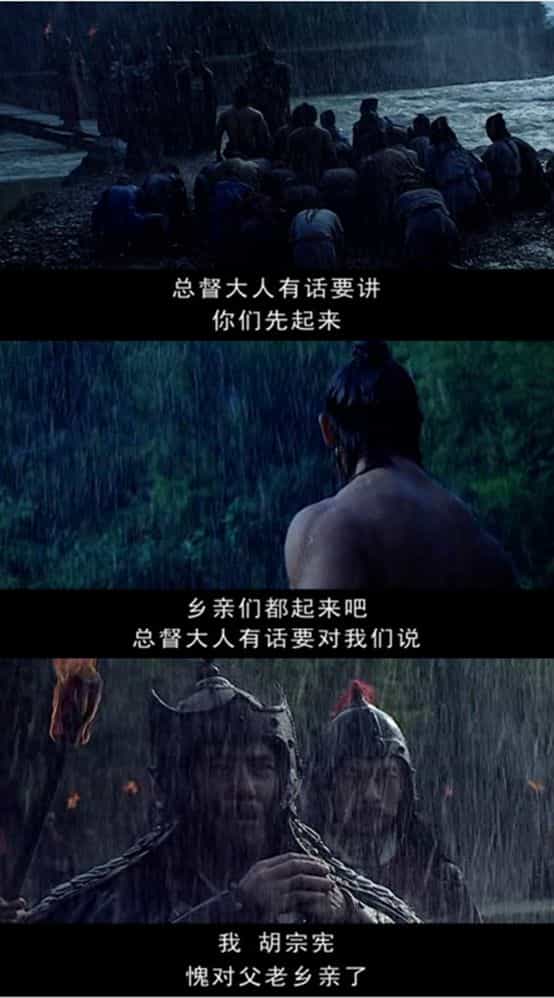 总督大人有话要讲
你们先起来
乡亲们都起来吧
总督大人有话要对我们说
我 胡宗宪
愧对父老乡亲了